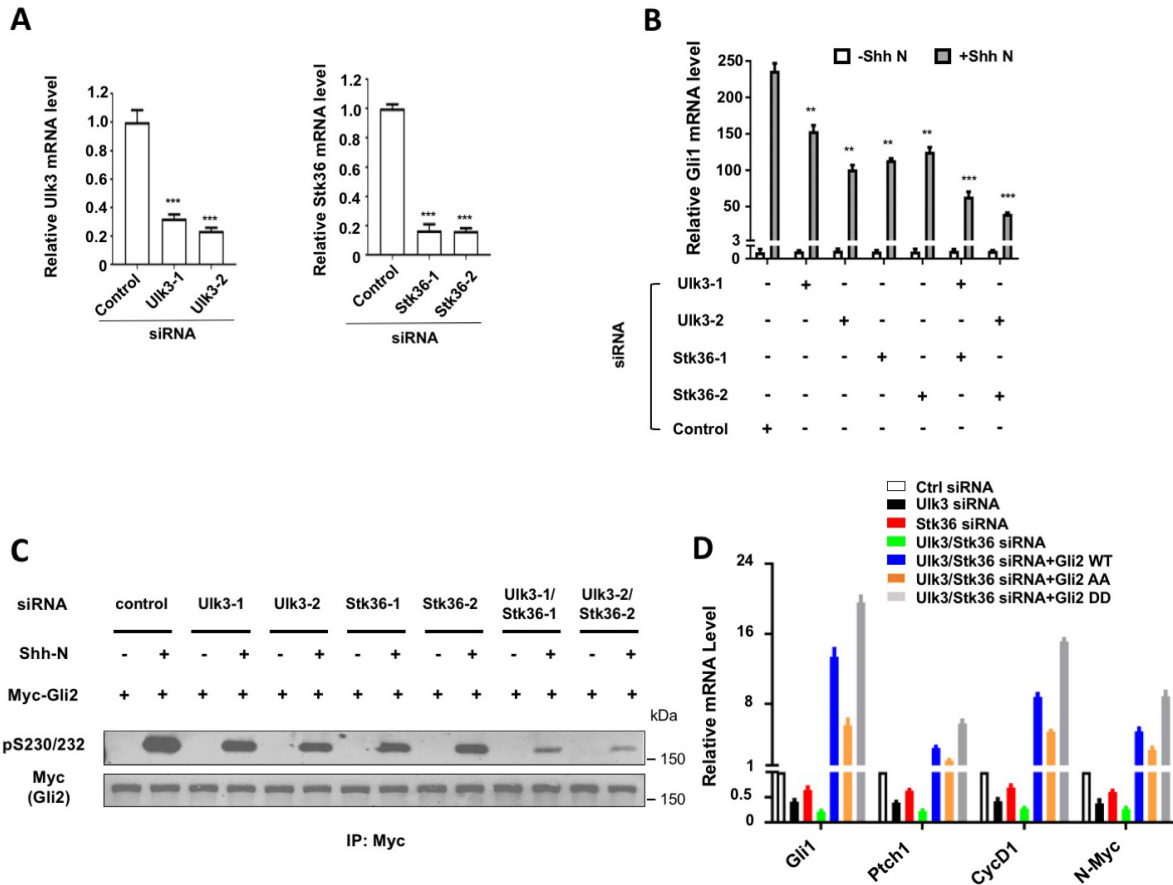 A
Relative Ulk3 mRNA level
1.2
1.0
0.8
0.6
0.4
0.2
0
***
***
Control
Ulk3-1
Ulk3-2
siRNA
Relative Stk36 mRNA level
1.2
1.0
0.8
0.6
0.4
0.2
0
***
***
Control
Stk36-1
Stk36-2
siRNA
B
-Shh N +Shh N
Relative Gli1 mRNA level
250
200
150
100
50
3
0
** ** ** ** *** ***
siRNA
Ulk3-1 - + - - - + -
Ulk3-2 - - + - - - +
Stk36-1 - - - + - + -
Stk36-2 - - - - + - +
Control + - - - - - -
C
siRNA control Ulk3-1 Ulk3-2 Stk36-1 Stk36-2 Ulk3-1/ Ulk3-2/
Stk36-1 Stk36-2
Shh-N - + - + - + - + - + - + - +
Myc-Gli2 + + + + + + + + + + + + + +
kDa
pS230/232
- 150
Myc
(Gli2)
- 150
IP: Myc
D
Ctrl siRNA
Ulk3 siRNA
Stk36 siRNA
Ulk3/Stk36 siRNA
Ulk3/Stk36 siRNA+Gli2 WT
Ulk3/Stk36 siRNA+Gli2 AA
Ulk3/Stk36 siRNA+Gli2 DD
Relative mRNA Level
24
16
8
1
1
0.5
0
Gli1
Ptch1
CycD1
N-Myc